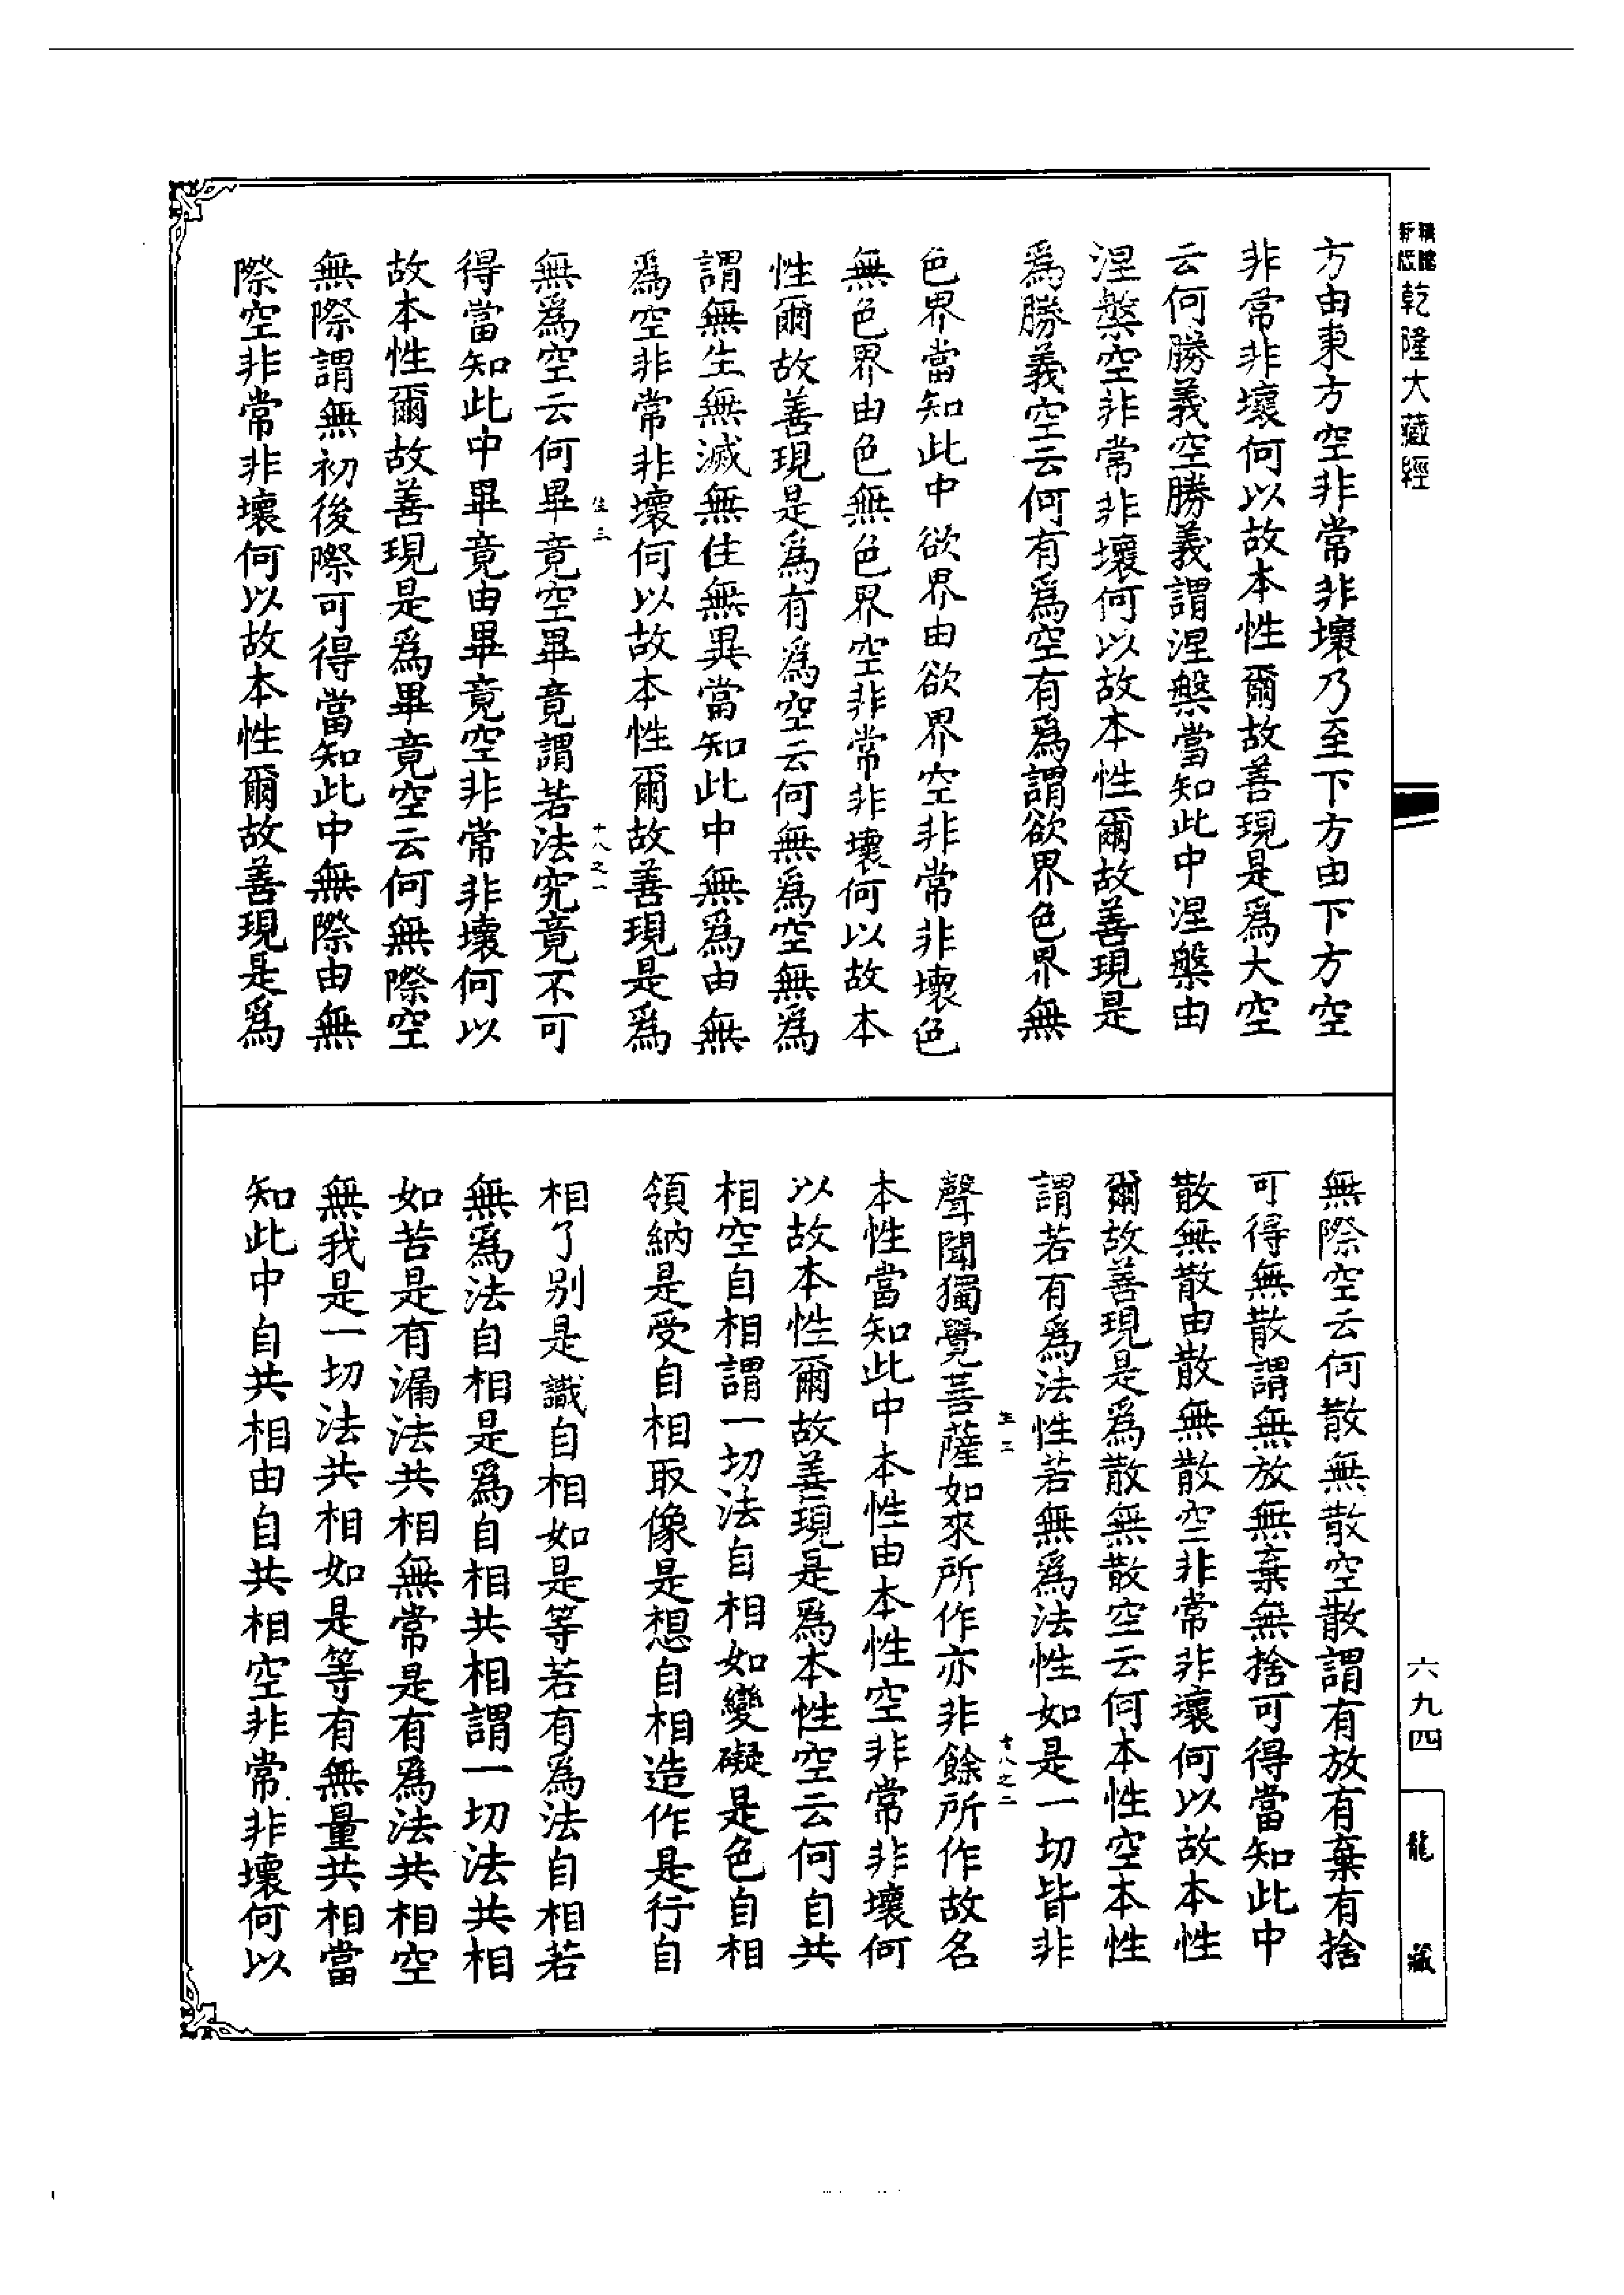 新版乾隆大藏經
方由東方空非常非壞乃至下方由下方空
非常非壞何以故本性爾故善現是爲大空
云何勝義空勝義謂涅槃當知此中涅槃由
涅槃空非常非壞何以故本性爾故善現是
爲勝義空云何有爲空有爲謂欲界色界無
色界當知此中欲界由欲界空非常非壞色
無色界由色無色界空非常非壞何以故本
性爾故善現是爲有爲空云何無爲空無爲
謂無生無滅無住無異當知此中無爲由無
爲空非常非壞何以故本性爾故善現是爲
三 十八之一
無爲空云何畢竟空畢竟謂若法究竟不可
得當知此中畢竟由畢竟空非常非壞何以
故本性爾故善現是爲畢竟空云何無際空
無際謂無初後際可得當知此中無際由無
際空非常非壞何以故本性爾故善現是爲
無際空云何散無散空散謂有放有棄有捨
可得無散謂無放無棄無捨可得當知此中
散無散由散無散空非常非壞何以故本性
爾故善現是爲散無散空云何本性空本性
謂若有爲法性若無爲法性如是一切皆非
十八之二
聲聞獨覺菩薩如來所作亦非餘所作故名
本性當知此中本性由本性空非常非壞何
以故本性爾故善現是爲本性空云何自共
相空自相謂一切法自相如變礙是色自相
領納是受自相取像是想自相造作是行自
相了别是識自相如是等若有爲法自相若
無爲法自相是爲自相共相謂一切法共相
如苦是有漏法共相無常是有爲法共相空
無我是一切法共相如是等有無量共相當
知此中自共相由自共相空非常非壞何以
六九四
龍藏